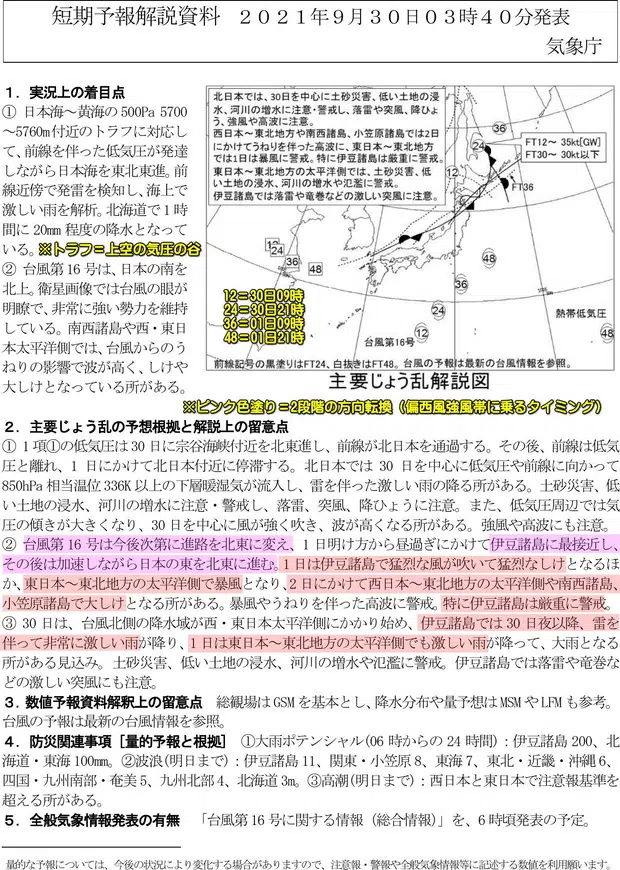 短期予報解説資料　２０２１年９月３０日０３時４０分発表
気象庁
１．実況上の着目点
① 日本海～黄海の 500Pa 5700
～5760m付近のトラフに対応し
て、前線を伴った低気圧が発達
しながら日本海を北東進。前
線近傍で発雷を検知し、海上で
激しい雨を解析。北海道で１時
間に 20mm 程度の降水となって
いる。※トラフ＝上空の気圧の谷
② 台風第 16 号は、日本の南を
北上。衛星画像では台風の眼が
明瞭で、非常に強い勢力を維持
している。南西諸島や西・東日
本太平洋側では、台風からのう
ねりの影響で波が高く、しけや
大しけとなっている所がある。
北日本では、30日を中心に土砂災害、低い土地の浸
水、河川の増水に注意・警戒し、落雷や突風、降ひょ
う、強風や高波に注意。
西日本～東北地方や南西諸島、小笠原諸島では2日
にかけてうねりを伴った高波に、東日本～東北地方
では1日は暴風に警戒。特に伊豆諸島は厳重に警戒。
東日本～東北地方の太平洋側では、土砂災害、低
い土地の浸水、河川の増水や氾濫に警戒。
伊豆諸島では落雷や竜巻などの激しい突風に注意。
36
24
12
FT12～ 35kt[GW]
FT30～ 30kt以下
FT36
12
24
36
48
48
36
24
12
台風第16号
熱帯低気圧
48
12＝30日09時
24＝30日21時
36＝01日09時
48＝01日21時
前線記号の黒塗りはFT24、白抜きはFT48。台風の予報は最新の台風情報を参照。
主要じょう乱解説図
※ピンク色塗り＝2段階の方向転換（偏西風強風帯に乗るタイミング）
２．主要じょう乱の予想根拠と解説上の留意点
① 1 項①の低気圧は 30 日に宗谷海峡付近を北東進し、前線が北日本を通過する。その後、前線は低気
圧と離れ、1 日にかけて北日本付近に停滞する。北日本では 30 日を中心に低気圧や前線に向かって
850hPa 相当温位 336K 以上の下層暖湿気が流入し、雷を伴った激しい雨の降る所がある。土砂災害、低
い土地の浸水、河川の増水に注意・警戒し、落雷、突風、降ひょうに注意。また、低気圧周辺では気
圧の傾きが大きくなり、30 日を中心に風が強く吹き、波が高くなる所がある。強風や高波にも注意。
② 台風第 16 号は今後次第に進路を北東に変え、1 日明け方から昼過ぎにかけて伊豆諸島に最接近し、
その後は加速しながら日本の東を北東に進む。1 日は伊豆諸島で猛烈な風が吹いて猛烈なしけとなるほ
か、東日本～東北地方の太平洋側で暴風となり、2 日にかけて西日本～東北地方の太平洋側や南西諸島、
小笠原諸島で大しけとなる所がある。暴風やうねりを伴った高波に警戒。特に伊豆諸島は厳重に警戒。
③ 30 日は、台風北側の降水域が西・東日本太平洋側にかかり始め、伊豆諸島では 30 日夜以降、雷を
伴って非常に激しい雨が降り、1 日は東日本～東北地方の太平洋側でも激しい雨が降って、大雨となる
所がある見込み。土砂災害、低い土地の浸水、河川の増水や氾濫に警戒。伊豆諸島では落雷や竜巻な
どの激しい突風にも注意。
３．数値予報資料解釈上の留意点　総観場は GSM を基本とし、降水分布や量予想は MSM や LFM も参考。
台風の予報は最新の台風情報を参照。
４．防災関連事項［量的予報と根拠］　①大雨ポテンシャル(06 時からの 24 時間)：伊豆諸島 200、北
海道・東海 100mm。②波浪(明日まで)：伊豆諸島 11、関東・小笠原 8、東海 7、東北・近畿・沖縄 6、
四国・九州南部・奄美 5、九州北部 4、北海道 3m。③高潮(明日まで)：西日本と東日本で注意報基準を
超える所がある。
５．全般気象情報発表の有無　「台風第 16 号に関する情報（総合情報）」を、6 時頃発表の予定。
量的な予報については、今後の状況により変化する場合がありますので、注意報・警報や全般気象情報等に記述する数値を利用願います。